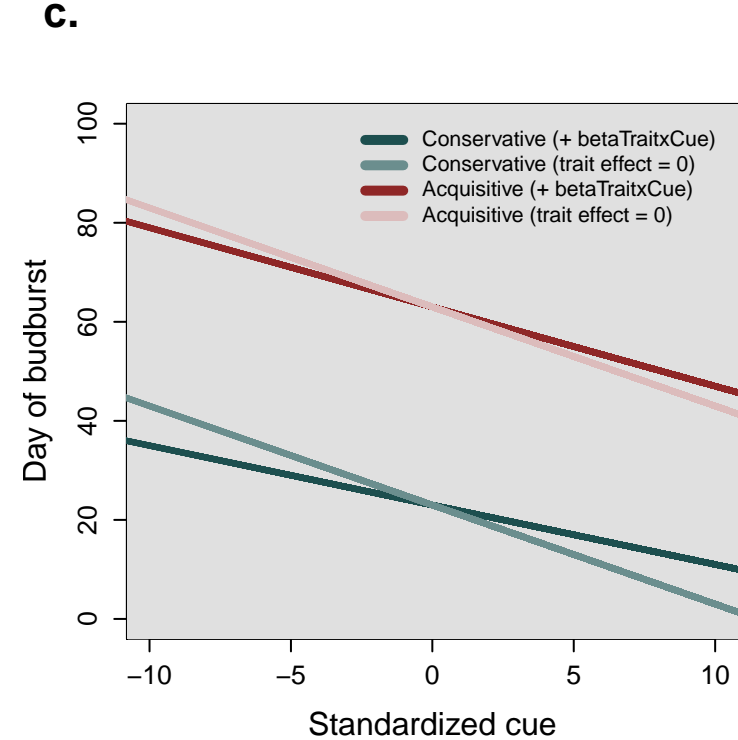 c.
Conservative (+ betaTraitxCue)
Conservative (trait effect = 0)
Acquisitive (+ betaTraitxCue)
Acquisitive (trait effect = 0)
Day of budburst
100
80
60
40
20
0
−10 −5 0 5 10
Standardized cue